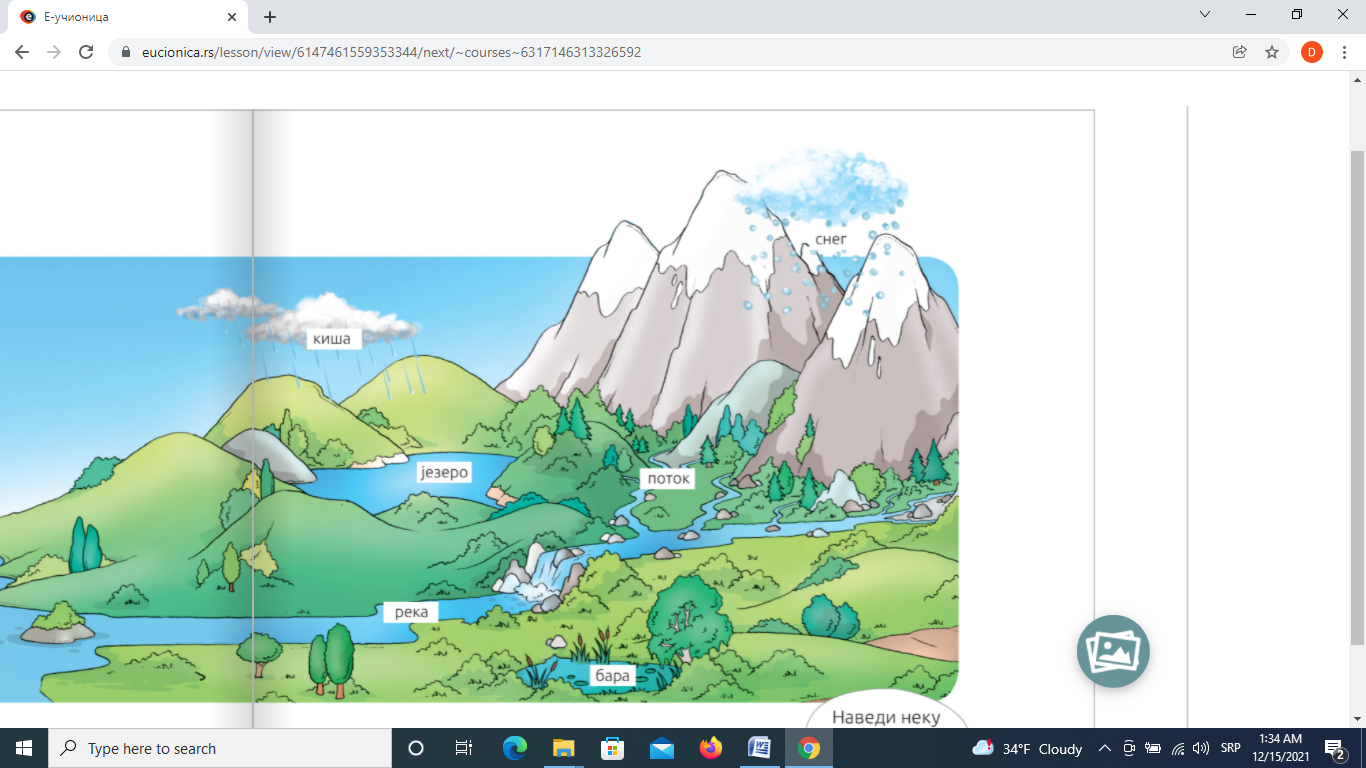 Е-учионица
eucionica.rs/lesson/view/6147461559353344/next/~courses~6317146313326592
D
снег
киша
језеро
поток
река
бара
Наведи неку
Type here to search
34°F Cloudy
SRP
1:34 AM
12/15/2021
2